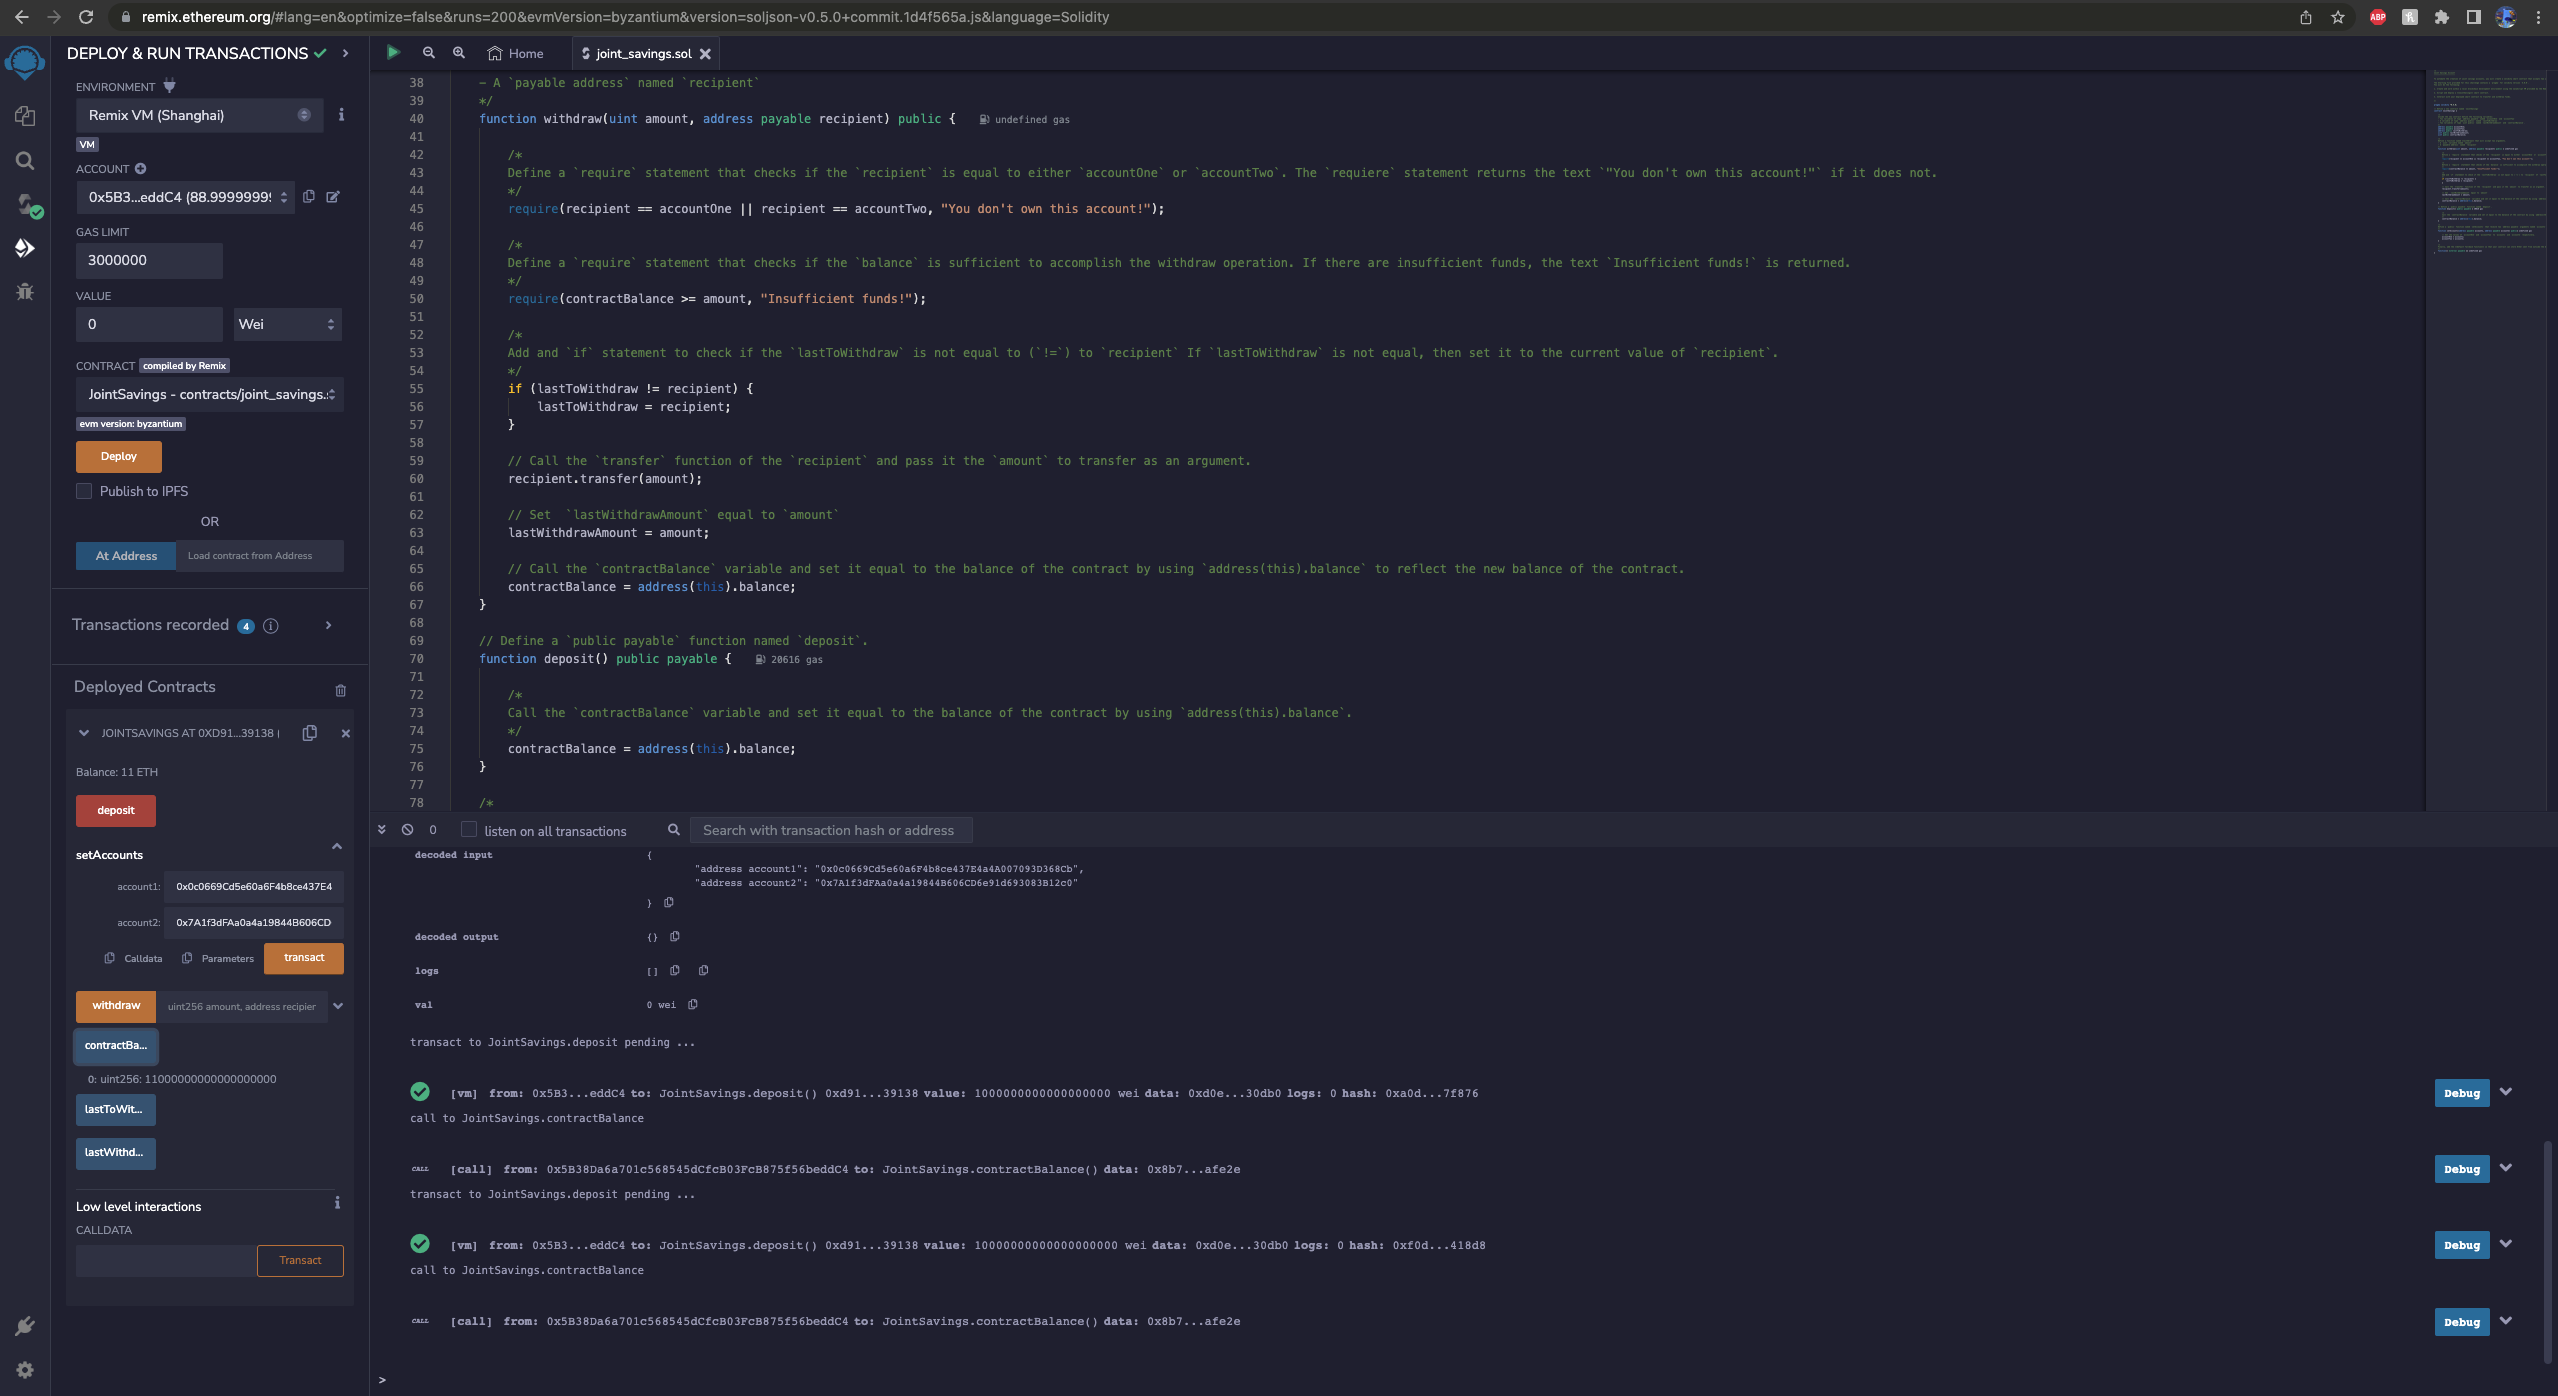 remix.ethereum.org/#lang=en&optimize=false&runs=200&evmVersion=byzantium&version=soljson-v0.5.0+commit.1d4f565a.js&language=Solidity
ABP
DEPLOY & RUN TRANSACTIONS
ENVIRONMENT
Remix VM (Shanghai)
VM
ACCOUNT
0x5B3...eddC4 (88.9999999
GAS LIMIT
3000000
VALUE
0
Wei
CONTRACT compiled by Remix
JointSavings - contracts/joint_savings.
evm version: byzantium
Deploy
Publish to IPFS
OR
At Address
Load contract from Address
Transactions recorded 4
Deployed Contracts
JOINTSAVINGS AT 0XD91...39138 (
Balance: 11 ETH
deposit
setAccounts
account1: 0x0c0669Cd5e60a6F4b8ce437E4
account2: 0x7A1f3dFAa0a4a19844B606CD
Calldata
Parameters
transact
withdraw
uint256 amount, address recipier
contractBa...
0: uint256: 11000000000000000000
lastToWit...
lastWithd...
Low level interactions
CALLDATA
Transact
Home
joint_savings.sol
38 - A `payable address` named `recipient`
39 */
40 function withdraw(uint amount, address payable recipient) public { undefined gas
41
42 /*
43 Define a `require` statement that checks if the `recipient` is equal to either `accountOne` or `accountTwo`. The `requiere` statement returns the text `"You don't own this account!"` if it does not.
44 */
45 require(recipient == accountOne || recipient == accountTwo, "You don't own this account!");
46
47 /*
48 Define a `require` statement that checks if the `balance` is sufficient to accomplish the withdraw operation. If there are insufficient funds, the text `Insufficient funds!` is returned.
49 */
50 require(contractBalance >= amount, "Insufficient funds!");
51
52 /*
53 Add and `if` statement to check if the `lastToWithdraw` is not equal to (`!=`) to `recipient` If `lastToWithdraw` is not equal, then set it to the current value of `recipient`.
54 */
55 if (lastToWithdraw != recipient) {
56 lastToWithdraw = recipient;
57 }
58
59 // Call the `transfer` function of the `recipient` and pass it the `amount` to transfer as an argument.
60 recipient.transfer(amount);
61
62 // Set  `lastWithdrawAmount` equal to `amount`
63 lastWithdrawAmount = amount;
64
65 // Call the `contractBalance` variable and set it equal to the balance of the contract by using `address(this).balance` to reflect the new balance of the contract.
66 contractBalance = address(this).balance;
67 }
68
69 // Define a `public payable` function named `deposit`.
70 function deposit() public payable { 20616 gas
71
72 /*
73 Call the `contractBalance` variable and set it equal to the balance of the contract by using `address(this).balance`.
74 */
75 contractBalance = address(this).balance;
76 }
77
78 /*
0
listen on all transactions
Search with transaction hash or address
decoded input {
"address account1": "0x0c0669Cd5e60a6F4b8ce437E4a4A007093D368Cb",
"address account2": "0x7A1f3dFAa0a4a19844B606CD6e91d693083B12c0"
}
decoded output {}
logs []
val 0 wei
transact to JointSavings.deposit pending ...
[vm] from: 0x5B3...eddC4 to: JointSavings.deposit() 0xd91...39138 value: 1000000000000000000 wei data: 0xd0e...30db0 logs: 0 hash: 0xa0d...7f876
Debug
call to JointSavings.contractBalance
CALL [call] from: 0x5B38Da6a701c568545dCfcB03FcB875f56beddC4 to: JointSavings.contractBalance() data: 0x8b7...afe2e
Debug
transact to JointSavings.deposit pending ...
[vm] from: 0x5B3...eddC4 to: JointSavings.deposit() 0xd91...39138 value: 10000000000000000000 wei data: 0xd0e...30db0 logs: 0 hash: 0xf0d...418d8
Debug
call to JointSavings.contractBalance
CALL [call] from: 0x5B38Da6a701c568545dCfcB03FcB875f56beddC4 to: JointSavings.contractBalance() data: 0x8b7...afe2e
Debug
>